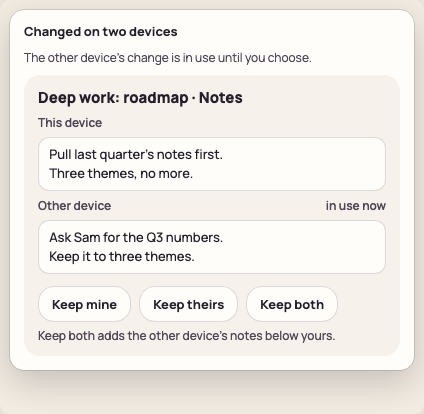 Changed on two devices
The other device's change is in use until you choose.
Deep work: roadmap · Notes
This device
Pull last quarter's notes first.
Three themes, no more.
Other device in use now
Ask Sam for the Q3 numbers.
Keep it to three themes.
Keep mine Keep theirs Keep both
Keep both adds the other device's notes below yours.